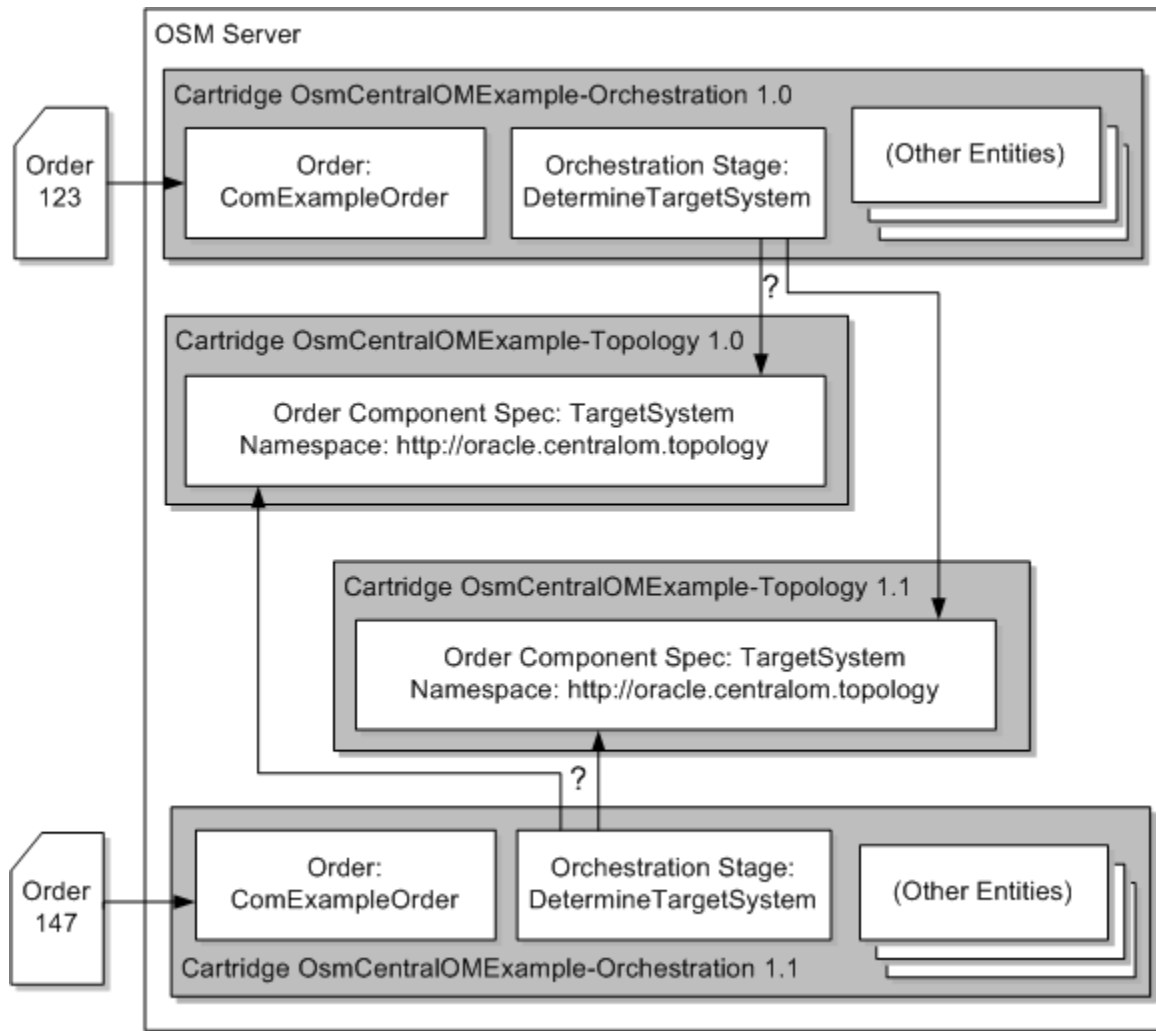 OSM Server
Cartridge OsmCentralOMExample-Orchestration 1.0
Order
123
Order:
ComExampleOrder
Orchestration Stage:
DetermineTargetSystem
(Other Entities)
?
Cartridge OsmCentralOMExample-Topology 1.0
Order Component Spec: TargetSystem
Namespace: http://oracle.centralom.topology
Cartridge OsmCentralOMExample-Topology 1.1
Order Component Spec: TargetSystem
Namespace: http://oracle.centralom.topology
?
Order
147
Order:
ComExampleOrder
Orchestration Stage:
DetermineTargetSystem
(Other Entities)
Cartridge OsmCentralOMExample-Orchestration 1.1